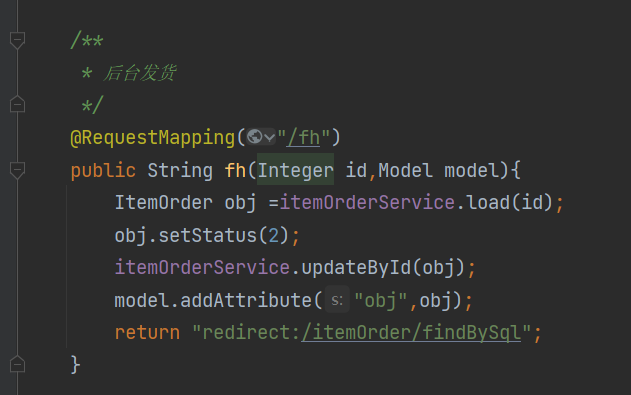 /**
 * 后台发货
 */
@RequestMapping("/fh")
public String fh(Integer id,Model model){
    ItemOrder obj =itemOrderService.load(id);
    obj.setStatus(2);
    itemOrderService.updateById(obj);
    model.addAttribute( s: "obj",obj);
    return "redirect:/itemOrder/findBySql";
}